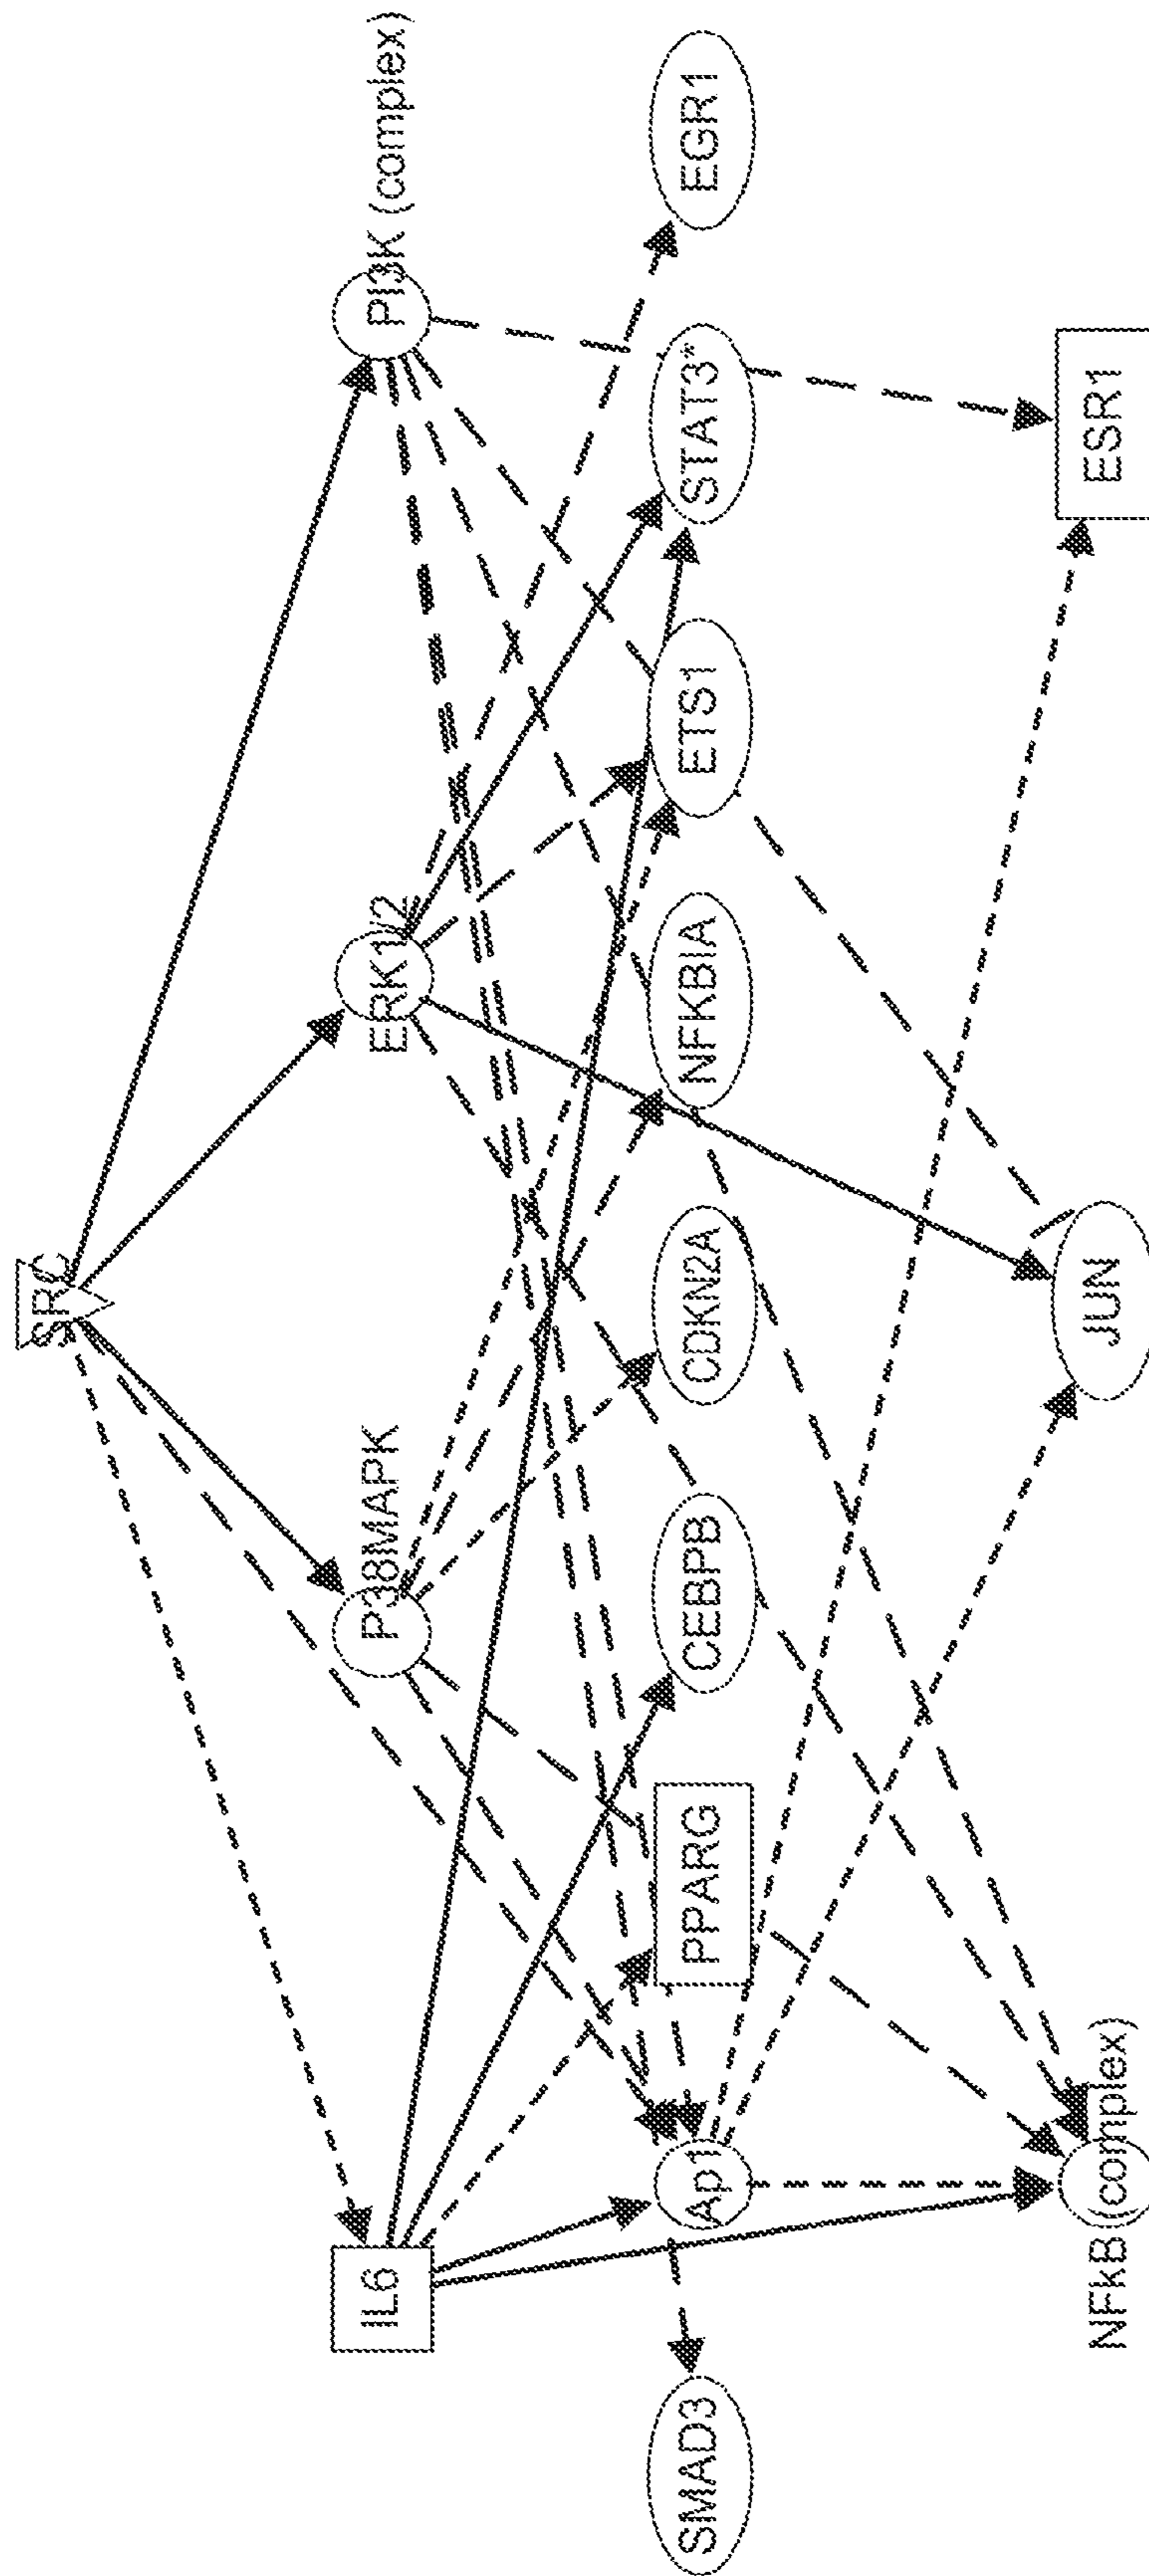 SRC
IL6
P38MAPK
ERK1/2
PI3K (complex)
SMAD3
Ap1
PPARG
CEBPB
CDKN2A
NFKBIA
ETS1
STAT3*
EGR1
NFkB (complex)
JUN
ESR1